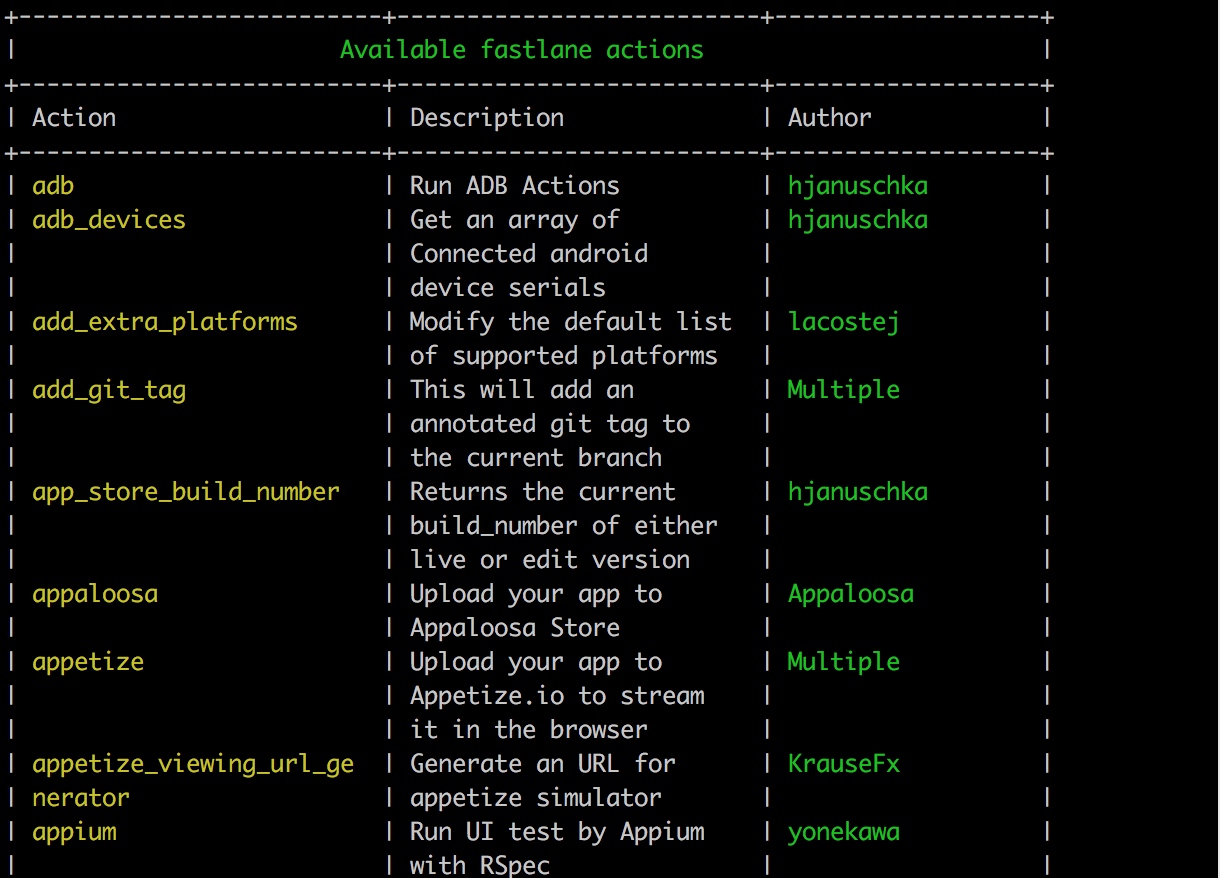 +--------------------------+--------------------------+-------------------+
|                       Available fastlane actions                        |
+--------------------------+--------------------------+-------------------+
| Action                   | Description              | Author            |
+--------------------------+--------------------------+-------------------+
| adb                      | Run ADB Actions          | hjanuschka        |
| adb_devices              | Get an array of          | hjanuschka        |
|                          | Connected android        |                   |
|                          | device serials           |                   |
| add_extra_platforms      | Modify the default list  | lacostej          |
|                          | of supported platforms   |                   |
| add_git_tag              | This will add an         | Multiple          |
|                          | annotated git tag to     |                   |
|                          | the current branch       |                   |
| app_store_build_number   | Returns the current      | hjanuschka        |
|                          | build_number of either   |                   |
|                          | live or edit version     |                   |
| appaloosa                | Upload your app to       | Appaloosa         |
|                          | Appaloosa Store          |                   |
| appetize                 | Upload your app to       | Multiple          |
|                          | Appetize.io to stream    |                   |
|                          | it in the browser        |                   |
| appetize_viewing_url_ge  | Generate an URL for      | KrauseFx          |
| nerator                  | appetize simulator       |                   |
| appium                   | Run UI test by Appium    | yonekawa          |
|                          | with RSpec               |                   |